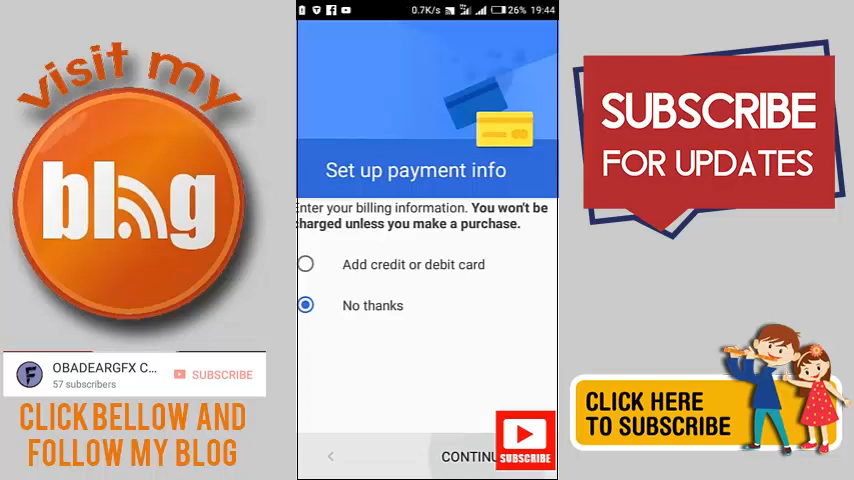 visit my
blog
OBADEARGFX C...
57 subscribers
SUBSCRIBE
CLICK BELLOW AND
FOLLOW MY BLOG
0.7K/s
26%
19:44
Set up payment info
Enter your billing information. You won't be
charged unless you make a purchase.
Add credit or debit card
No thanks
CONTINU
SUBSCRIBE
SUBSCRIBE
FOR UPDATES
CLICK HERE
TO SUBSCRIBE